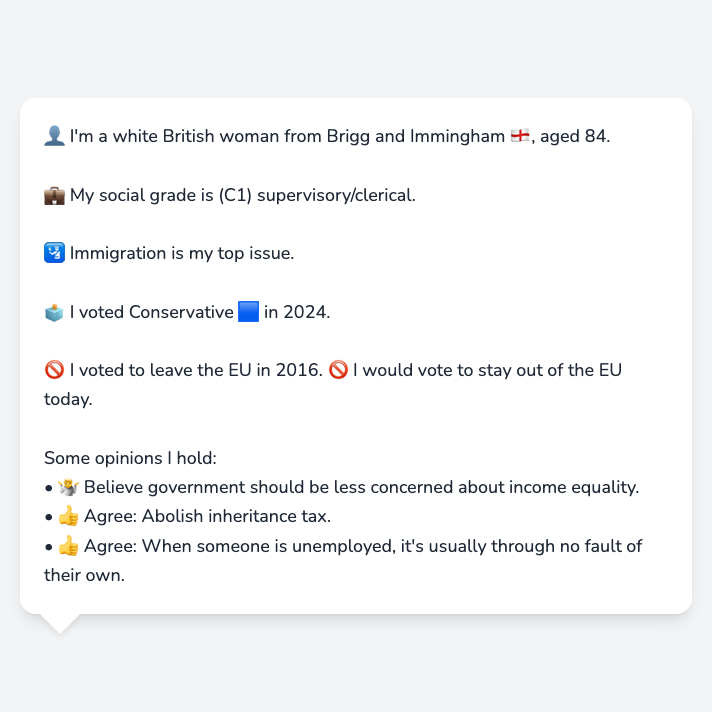 👤 I'm a white British woman from Brigg and Immingham 🏴󠁧󠁢󠁥󠁮󠁧󠁿, aged 84.
💼 My social grade is (C1) supervisory/clerical.
🛂 Immigration is my top issue.
🗳️ I voted Conservative 🟦 in 2024.
🚫 I voted to leave the EU in 2016. 🚫 I would vote to stay out of the EU
today.
Some opinions I hold:
• 🤷 Believe government should be less concerned about income equality.
• 👍 Agree: Abolish inheritance tax.
• 👍 Agree: When someone is unemployed, it's usually through no fault of
their own.